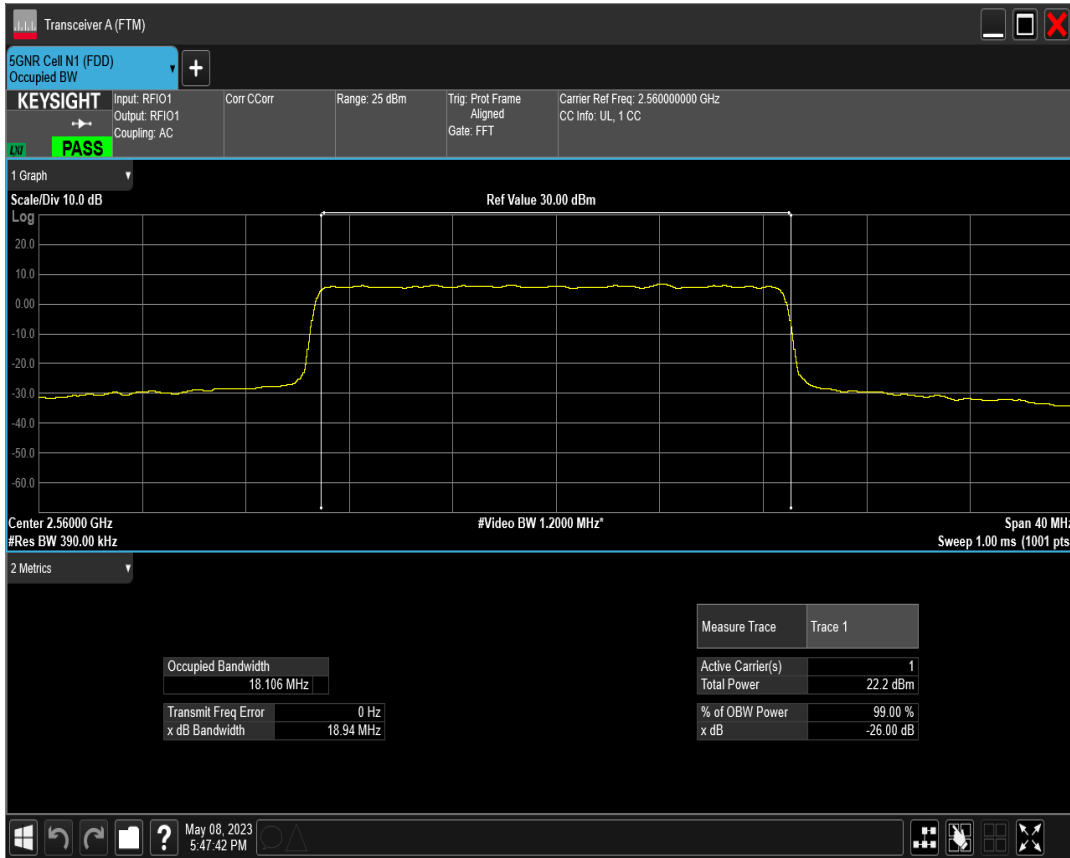 Transceiver A (FTM)
5GNR Cell N1 (FDD)
Occupied BW
+
KEYSIGHT
LXI
PASS
Input: RFIO1
Output: RFIO1
Coupling: AC
Corr CCorr
Range: 25 dBm
Trig: Prot Frame
Aligned
Gate: FFT
Carrier Ref Freq: 2.560000000 GHz
CC Info: UL, 1 CC
1 Graph
Scale/Div 10.0 dB
Ref Value 30.00 dBm
Log
20.0
10.0
0.00
-10.0
-20.0
-30.0
-40.0
-50.0
-60.0
Center 2.56000 GHz
#Video BW 1.2000 MHz*
Span 40 MHz
#Res BW 390.00 kHz
Sweep 1.00 ms (1001 pts
2 Metrics
Measure Trace Trace 1
Occupied Bandwidth
18.106 MHz
Active Carrier(s) 1
Total Power 22.2 dBm
Transmit Freq Error 0 Hz
x dB Bandwidth 18.94 MHz
% of OBW Power 99.00 %
x dB -26.00 dB
?
May 08, 2023
5:47:42 PM